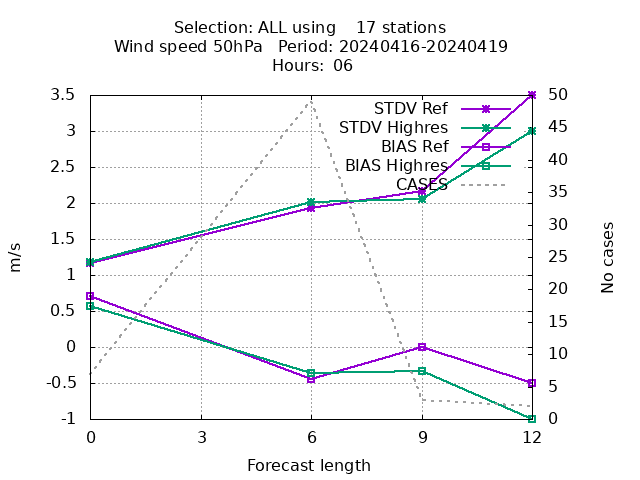 Selection: ALL using    17 stations
Wind speed 50hPa   Period: 20240416-20240419
Hours:  06
m/s
No cases
3.5
3
2.5
2
1.5
1
0.5
0
-0.5
-1
50
45
40
35
30
25
20
15
10
5
0
STDV Ref
STDV Highres
BIAS Ref
BIAS Highres
CASES
0 3 6 9 12
Forecast length